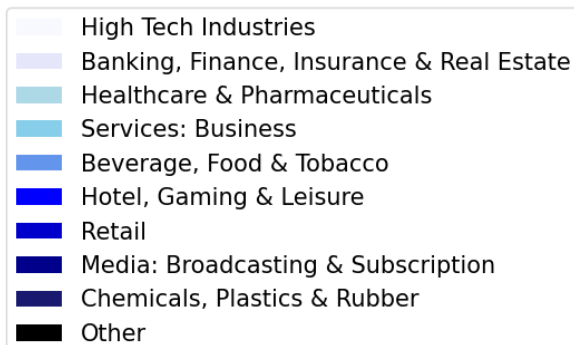 High Tech Industries
Banking, Finance, Insurance & Real Estate
Healthcare & Pharmaceuticals
Services: Business
Beverage, Food & Tobacco
Hotel, Gaming & Leisure
Retail
Media: Broadcasting & Subscription
Chemicals, Plastics & Rubber
Other